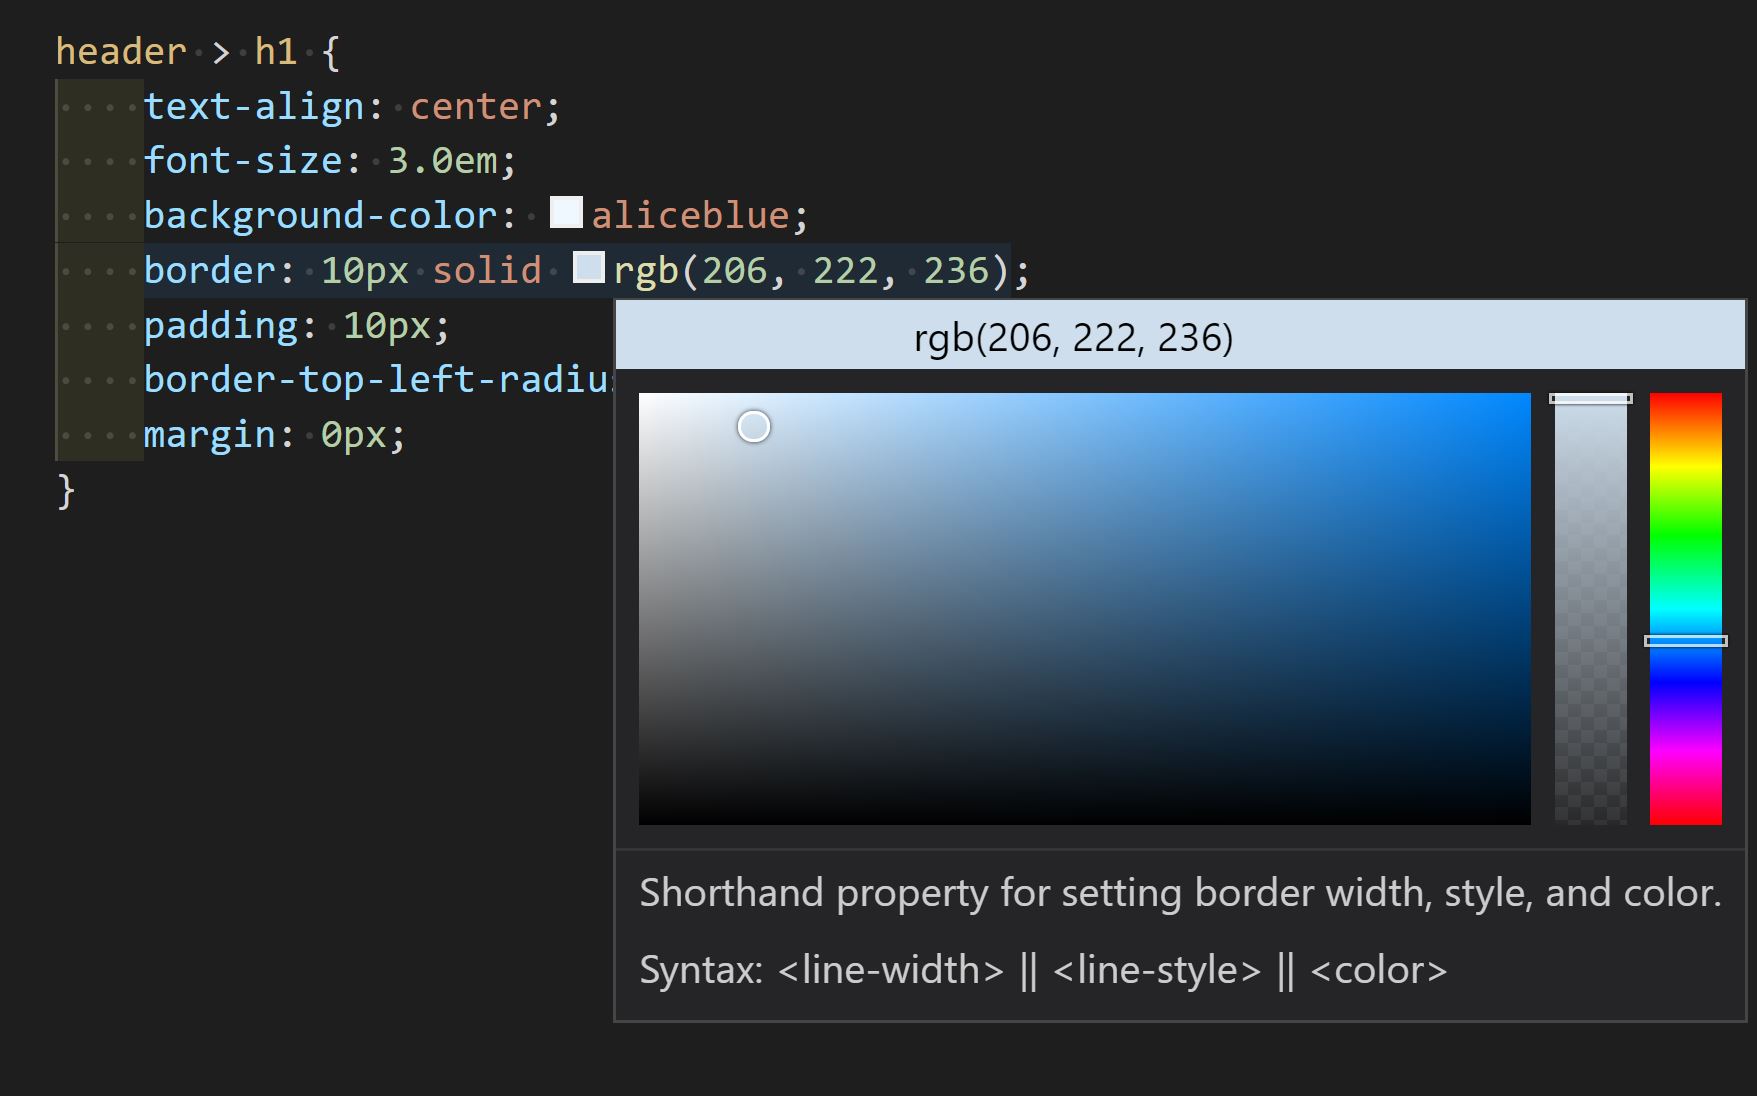 header > h1 {
text-align: center;
font-size: 3.0em;
background-color: aliceblue;
border: 10px solid rgb(206, 222, 236);
padding: 10px;
border-top-left-radiu
margin: 0px;
}
rgb(206, 222, 236)
Shorthand property for setting border width, style, and color.
Syntax: <line-width> || <line-style> || <color>